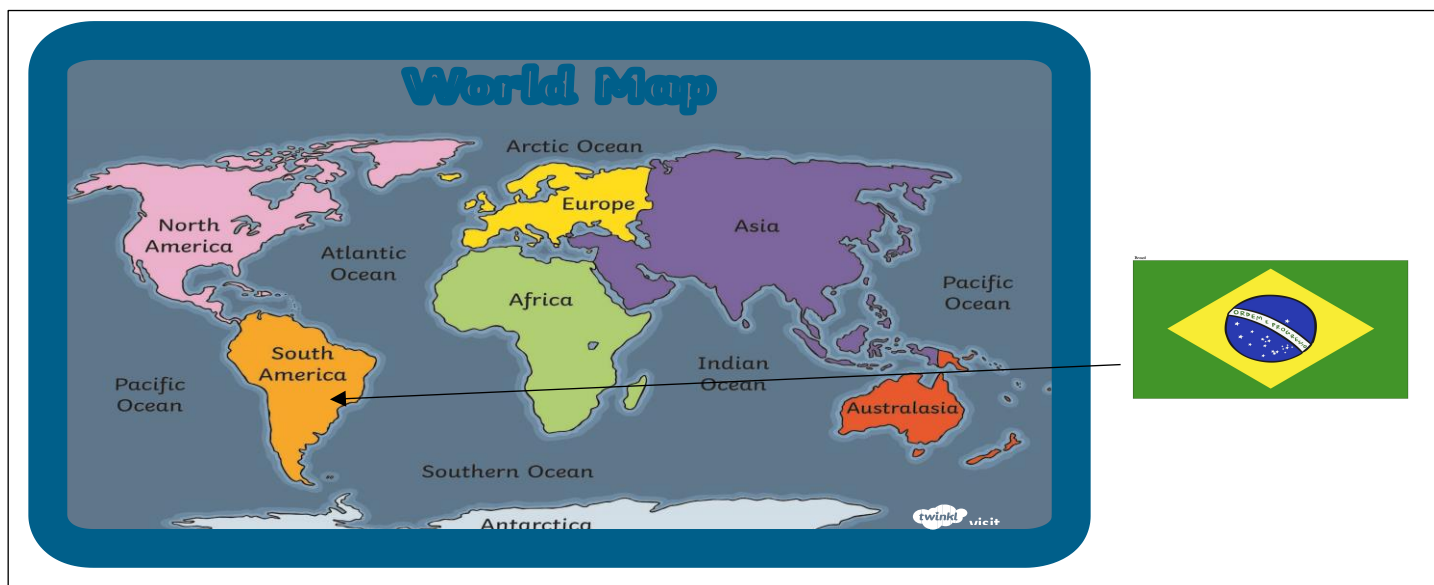 World Map
Arctic Ocean
North
America
Europe
Asia
Atlantic
Ocean
Africa
Pacific
Ocean
South
America
Indian
Ocean
Pacific
Ocean
Australasia
Southern Ocean
Antarctica
twinkl
visit
Brazil
ORDEM E PROGRESSO